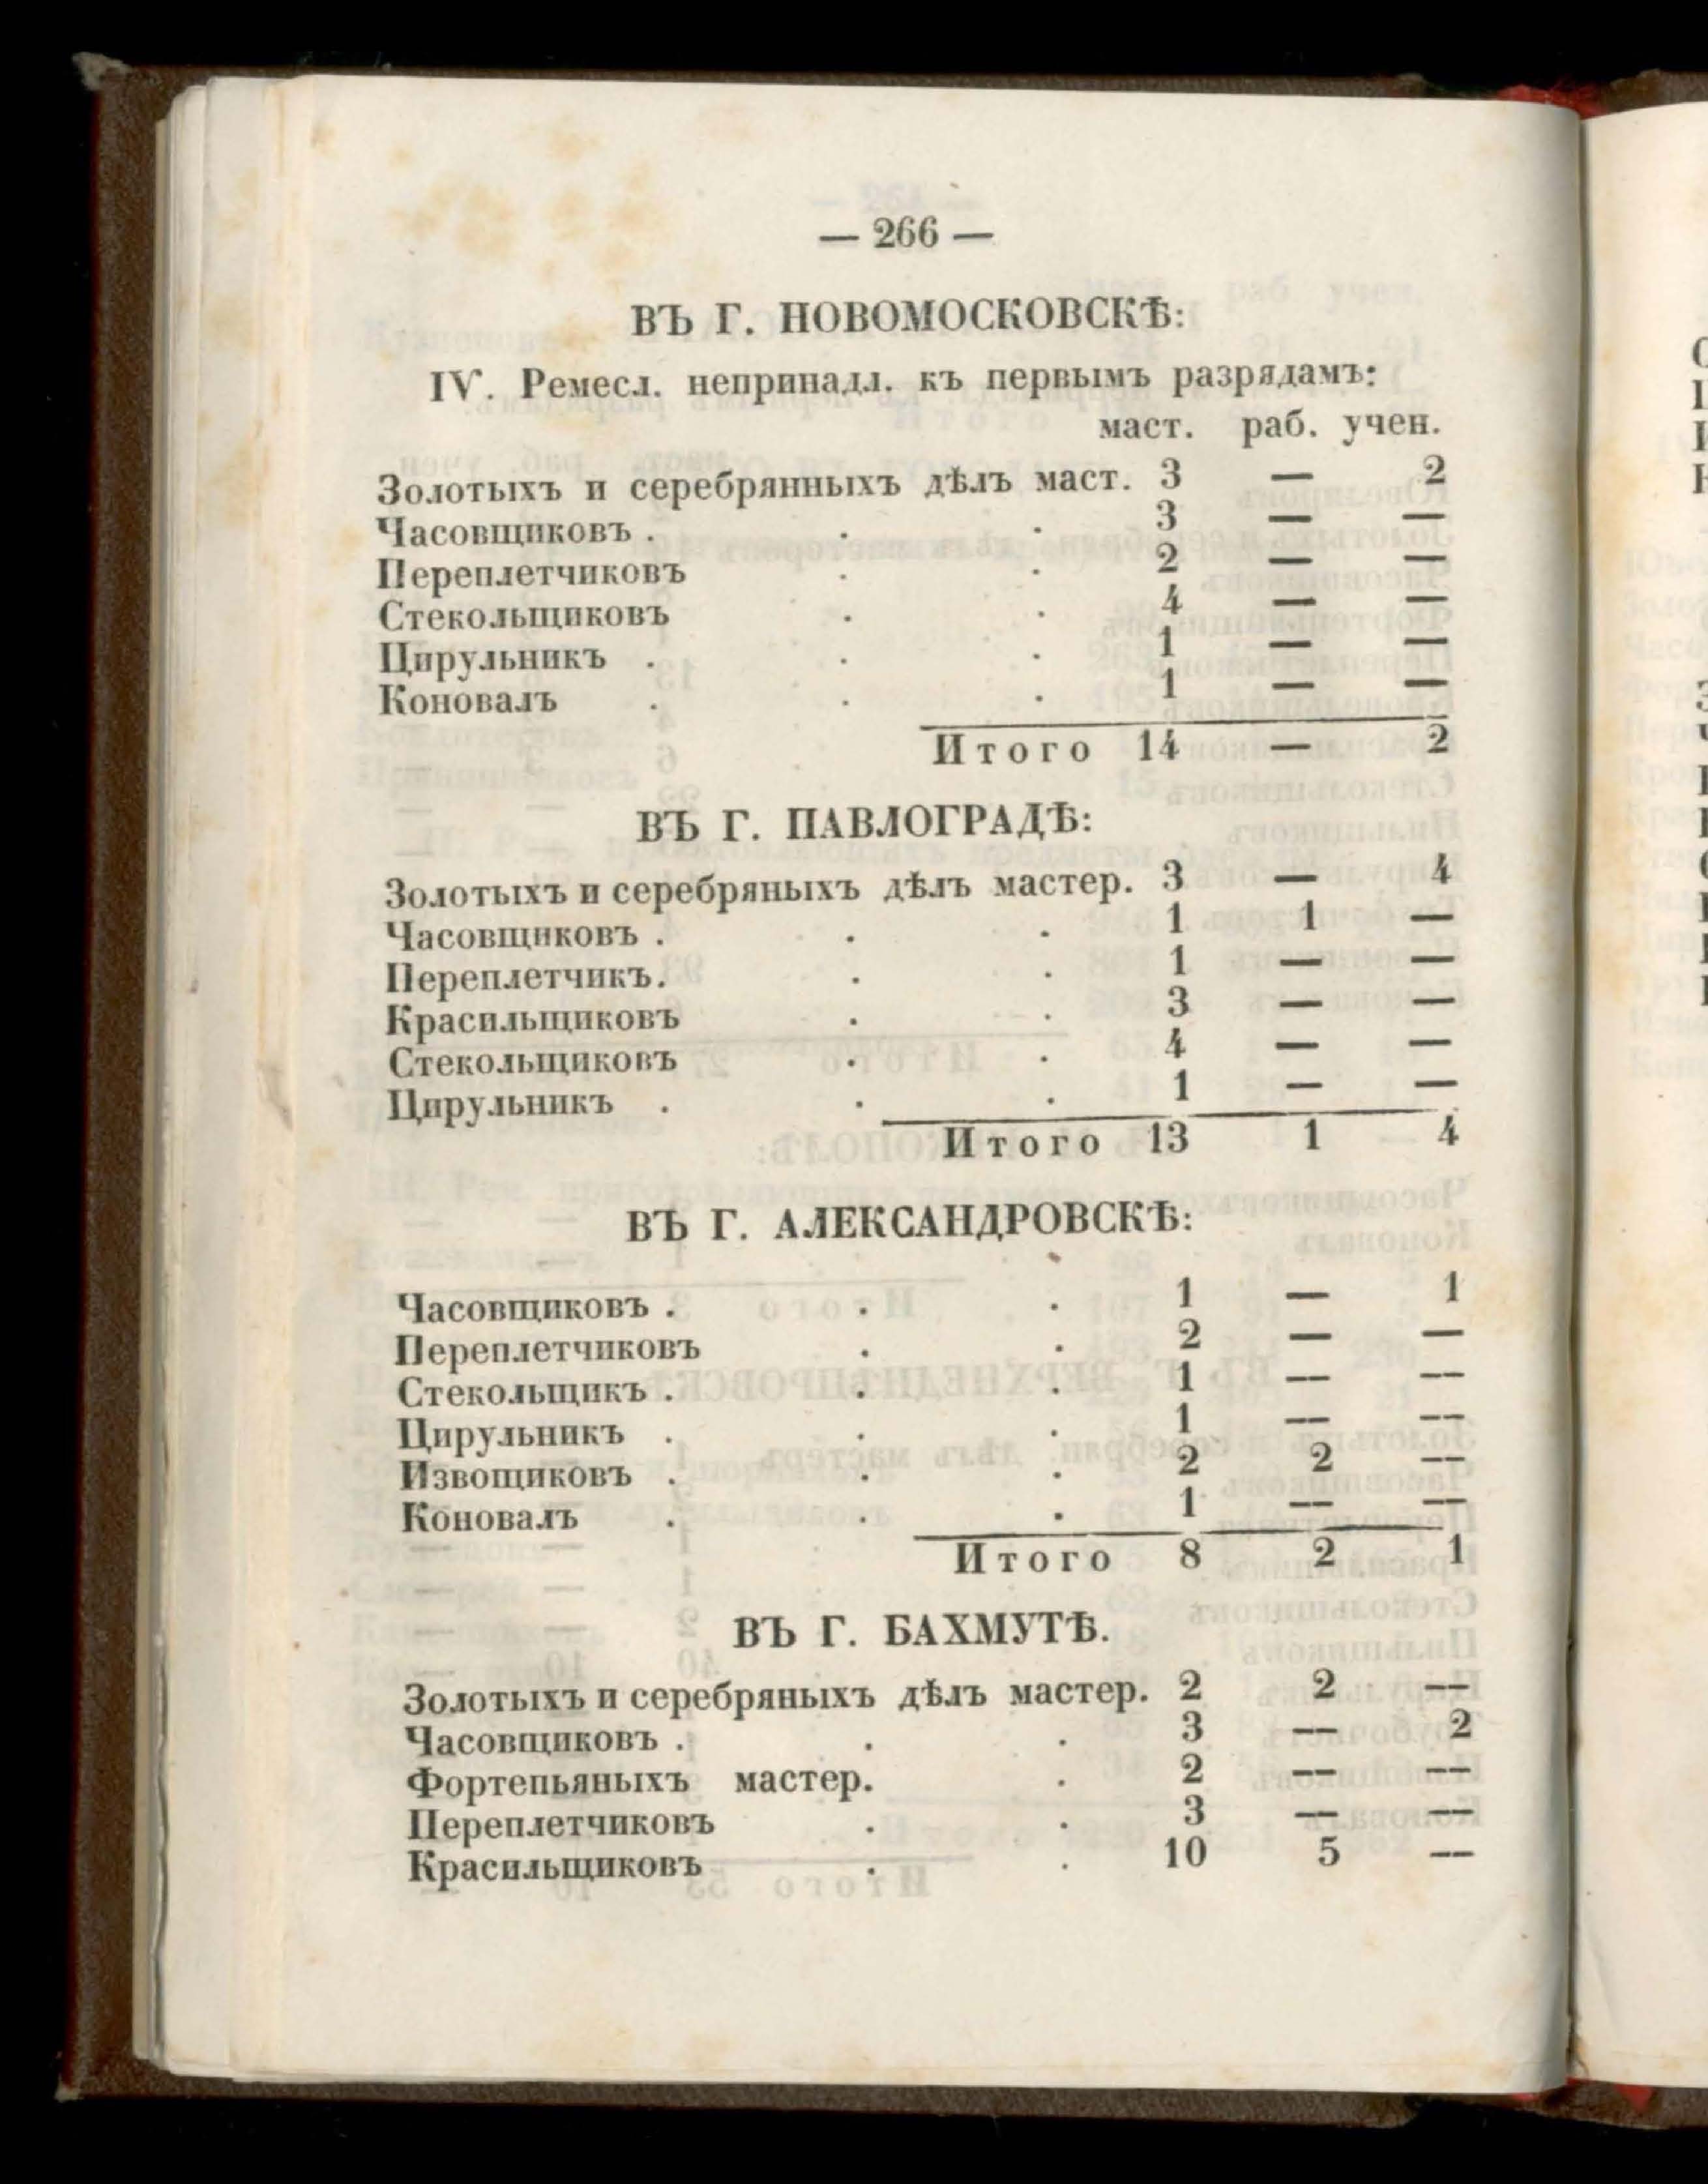 — 266 —
ВЪ Г. НОВОМОСКОВСКѢ:
IV. Ремесл. непринадл. къ первымъ разрядамъ:
маст. раб. учен.
Золотыхъ и серебрянныхъ дѣлъ маст. 3 — 2
Часовщиковъ . . . 3 — —
Переплетчиковъ . . 2 — —
Стекольщиковъ . . 4 — —
Цирульникъ . . . 1 — —
Коновалъ . . . 1 — —
Итого 14 — 2
ВЪ Г. ПАВЛОГРАДѢ:
Золотыхъ и серебряныхъ дѣлъ мастер. 3 — 4
Часовщиковъ . . . 1 1 —
Переплетчикъ. . . 1 — —
Красильщиковъ . . 3 — —
Стекольщиковъ . . 4 — —
Цирульникъ . . . 1 — —
Итого 13 1 4
ВЪ Г. АЛЕКСАНДРОВСКѢ:
Часовщиковъ . . . 1 — 1
Переплетчиковъ . . 2 — —
Стекольщикъ . . . 1 — —
Цирульникъ . . . 1 — —
Извощиковъ . . . 2 2 —
Коновалъ . . . 1 — —
Итого 8 2 1
ВЪ Г. БАХМУТѢ.
Золотыхъ и серебряныхъ дѣлъ мастер. 2 2 —
Часовщиковъ . . . 3 — 2
Фортепьяныхъ мастер. . 2 — —
Переплетчиковъ . . 3 — —
Красильщиковъ . . 10 5 —